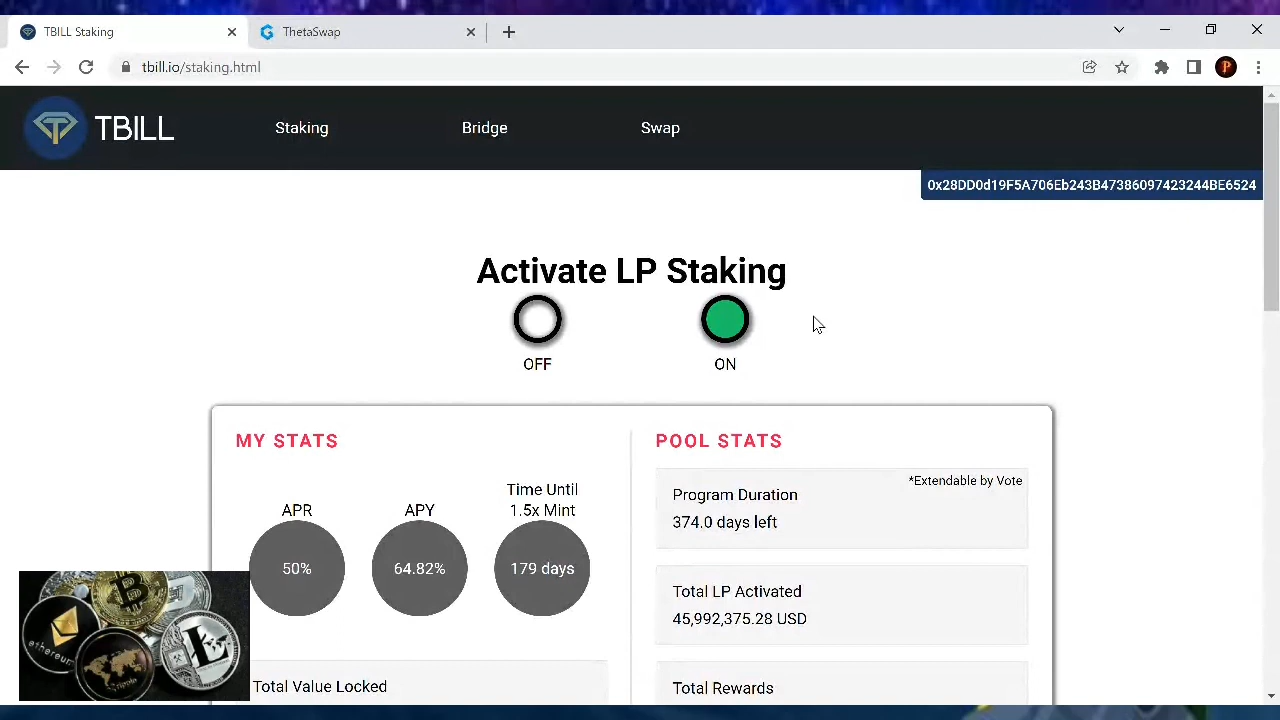 TBILL Staking
ThetaSwap
tbill.io/staking.html
P
TBILL
Staking
Bridge
Swap
0x28DD0d19F5A706Eb243B47386097423244BE6524
Activate LP Staking
OFF
ON
MY STATS
APR
APY
Time Until
1.5x Mint
50%
64.82%
179 days
Total Value Locked
POOL STATS
*Extendable by Vote
Program Duration
374.0 days left
Total LP Activated
45,992,375.28 USD
Total Rewards
ethereum
ripple